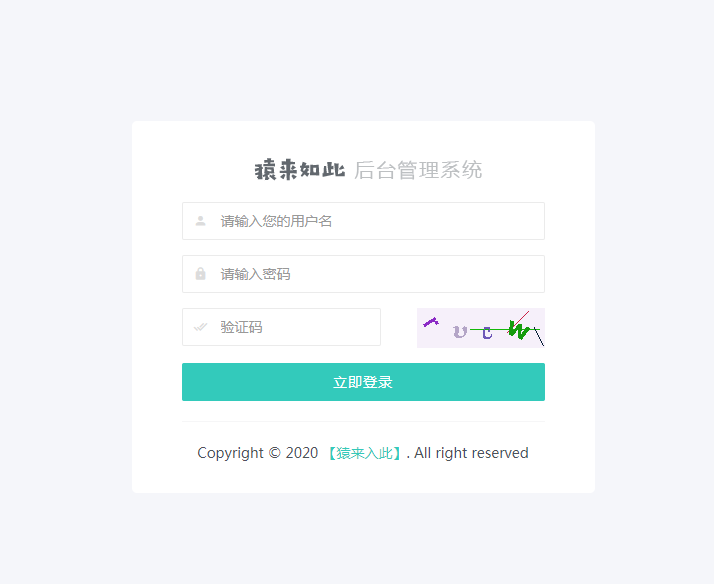 猿来如此 后台管理系统
请输入您的用户名
请输入密码
验证码
立即登录
Copyright © 2020 【猿来入此】. All right reserved